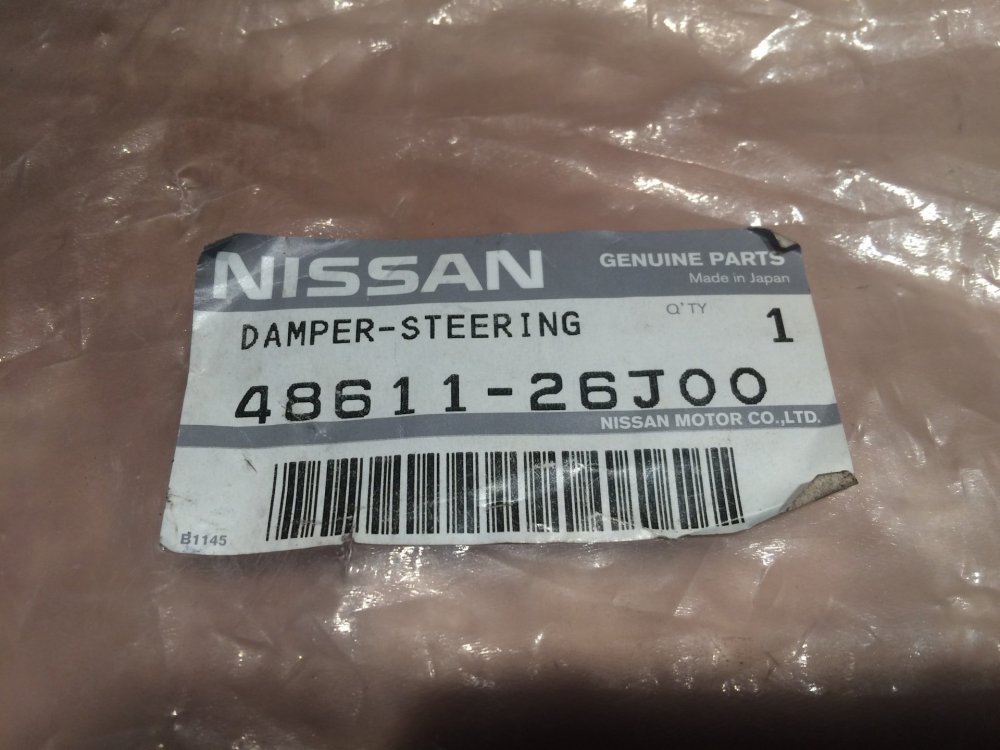 NISSAN
GENUINE PARTS
Made in Japan
DAMPER-STEERING
Q'TY
1
48611-26J00
NISSAN MOTOR CO.,LTD.
B1145